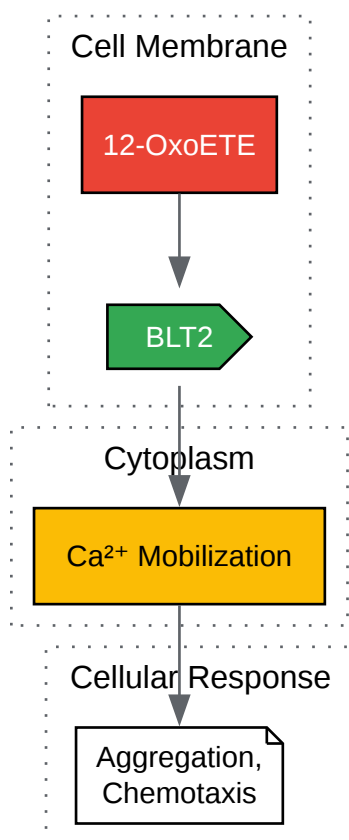 Cell Membrane
12-OxoETE
BLT2
Cytoplasm
Ca²⁺ Mobilization
Cellular Response
Aggregation,
Chemotaxis